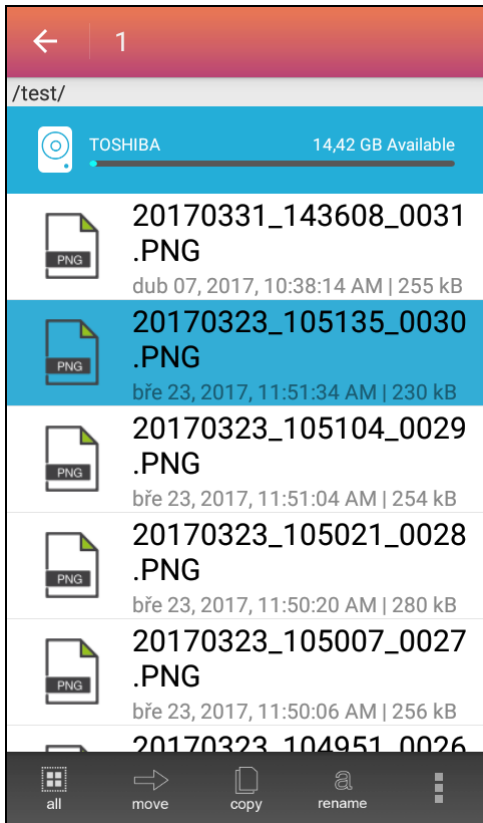 1
/test/
TOSHIBA 14,42 GB Available
20170331_143608_0031
.PNG
PNG
dub 07, 2017, 10:38:14 AM | 255 kB
20170323_105135_0030
.PNG
PNG
bře 23, 2017, 11:51:34 AM | 230 kB
20170323_105104_0029
.PNG
PNG
bře 23, 2017, 11:51:04 AM | 254 kB
20170323_105021_0028
.PNG
PNG
bře 23, 2017, 11:50:20 AM | 280 kB
20170323_105007_0027
.PNG
PNG
bře 23, 2017, 11:50:06 AM | 256 kB
20170323_104951_0026
all move copy rename